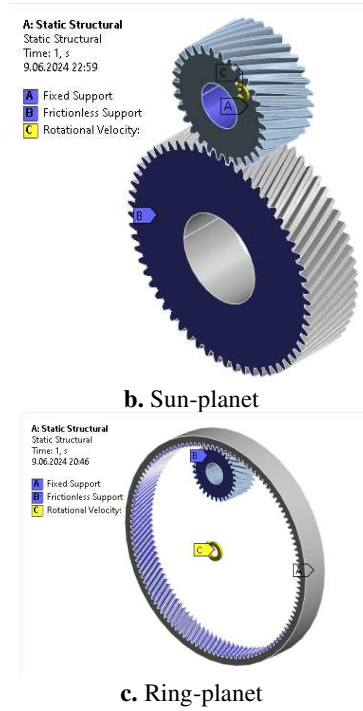 A: Static Structural
Static Structural
Time: 1, s
9.06.2024 22:59
A Fixed Support
B Frictionless Support
C Rotational Velocity:
C
A
B
b. Sun-planet
A: Static Structural
Static Structural
Time: 1, s
9.06.2024 20:46
A Fixed Support
B Frictionless Support
C Rotational Velocity:
B
C
A
c. Ring-planet